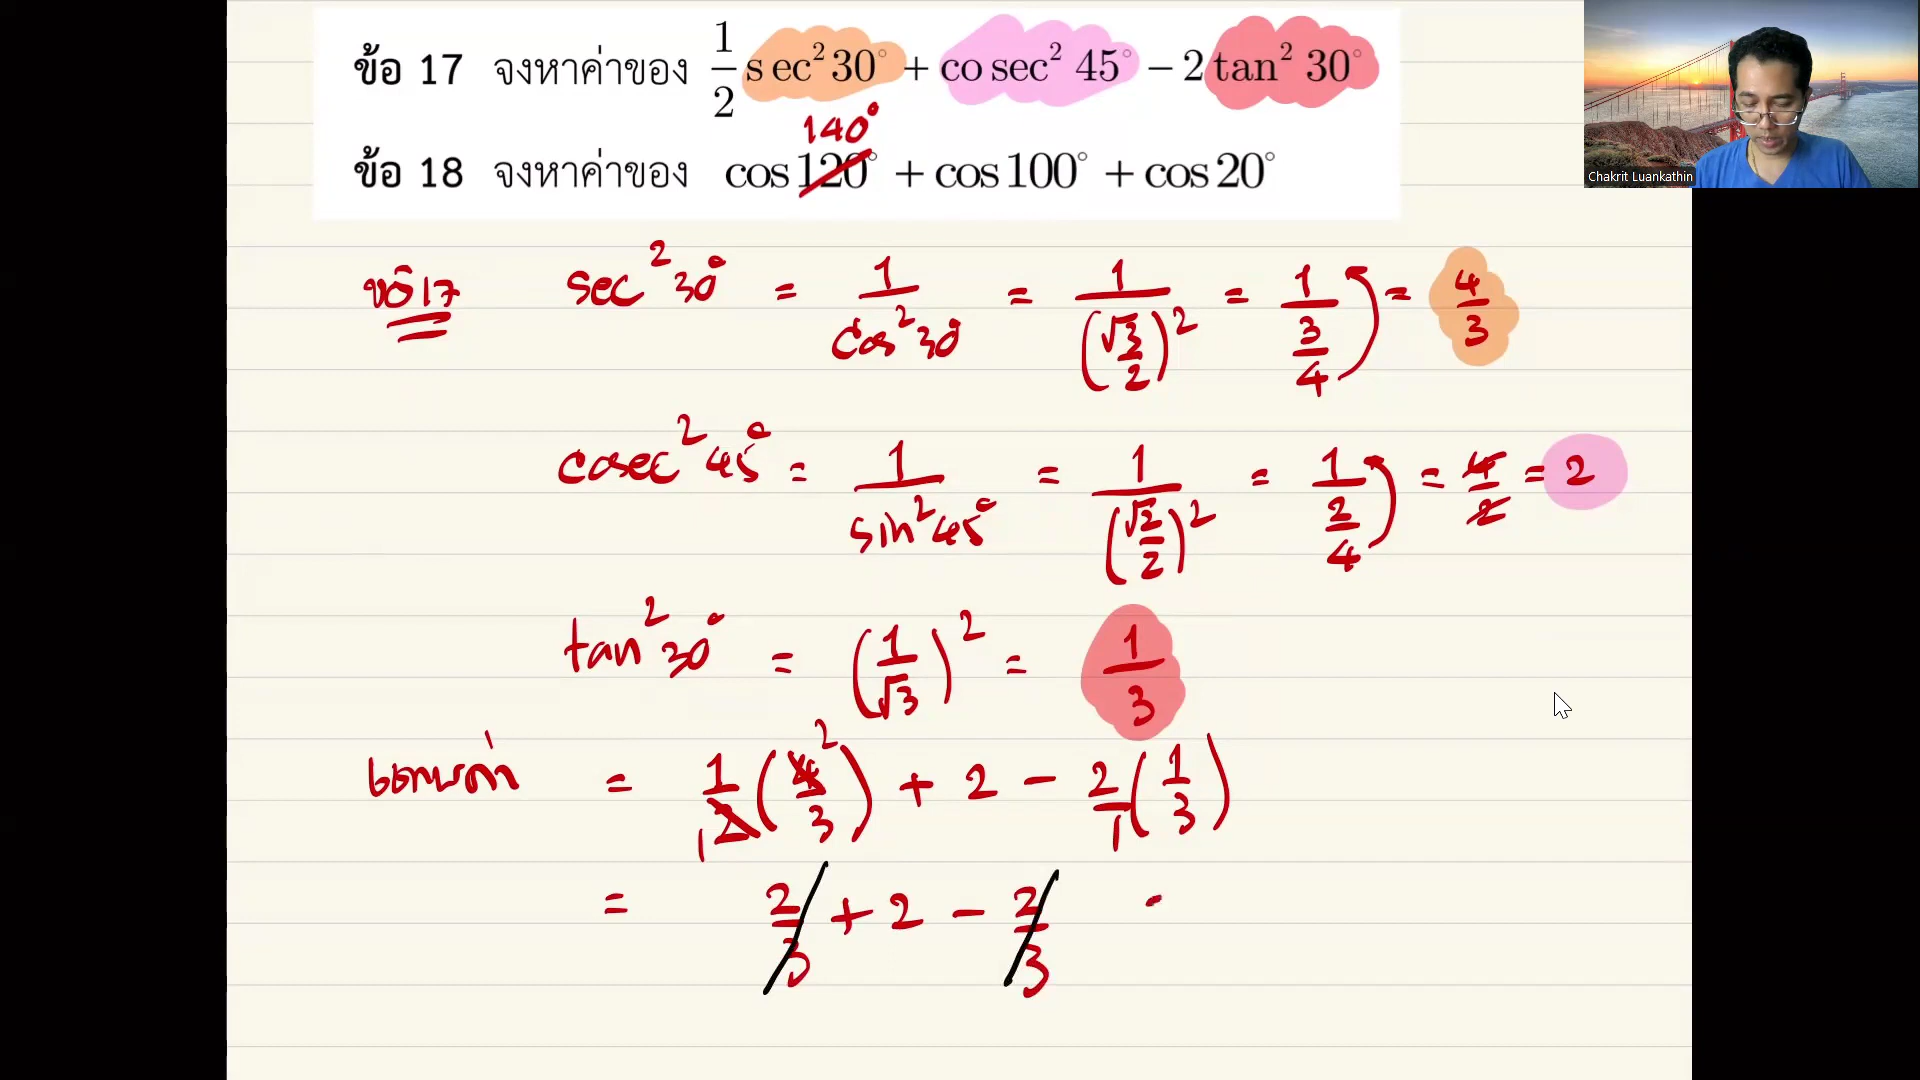 ข้อ 17 จงหาค่าของ 1/2 sec² 30° + cosec² 45° − 2 tan² 30°
140°
ข้อ 18 จงหาค่าของ cos 120° + cos 100° + cos 20°
Chakrit Luankathin
ข้อ 17 sec² 30° = 1/cos² 30° = 1/(√3/2)² = 1/(3/4) = 4/3
cosec² 45° = 1/sin² 45° = 1/(√2/2)² = 1/(2/4) = 4/2 = 2
tan² 30° = (1/√3)² = 1/3
แทนค่า = 1/2 (4/3) + 2 − 2/1 (1/3)
2
1
= 2/3 + 2 − 2/3